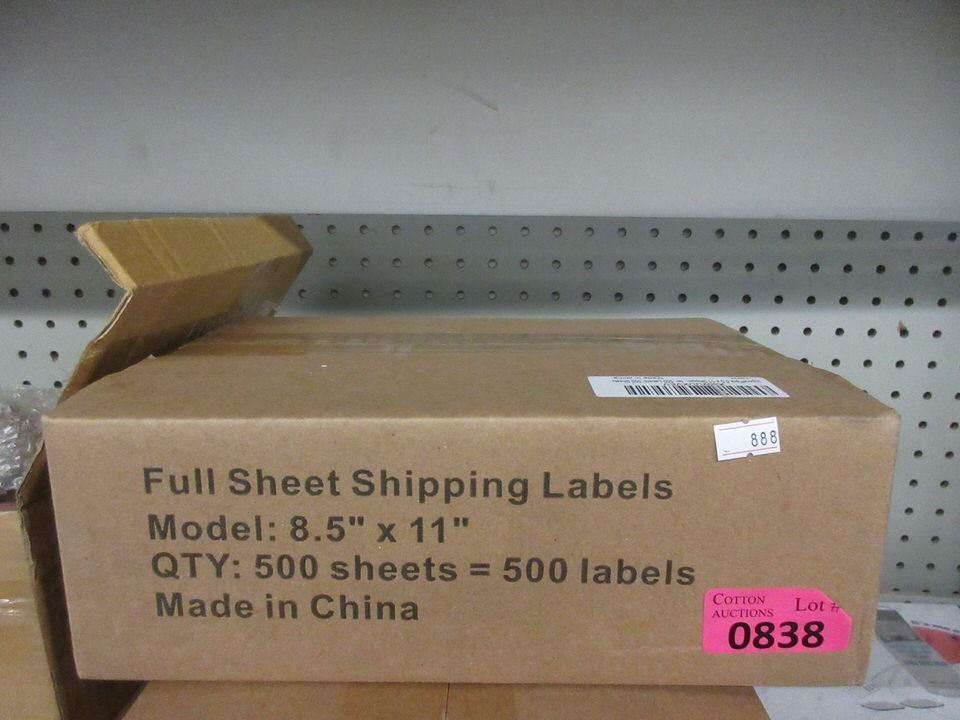 888
Full Sheet Shipping Labels
Model: 8.5" x 11"
QTY: 500 sheets = 500 labels
Made in China
COTTON AUCTIONS Lot #
0838